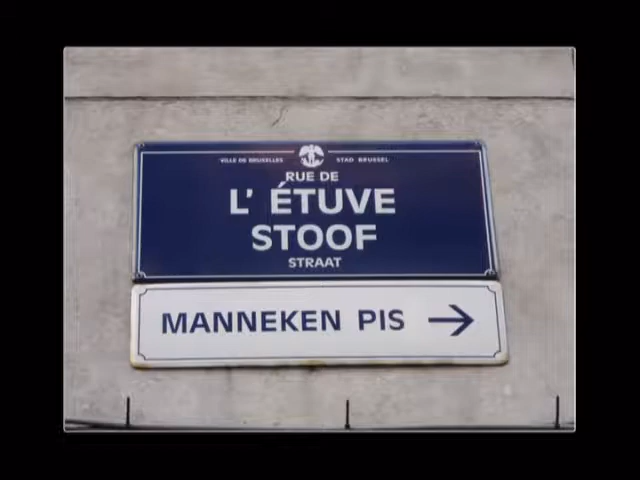 VILLE DE BRUXELLES STAD BRUSSEL
RUE DE
L' ÉTUVE
STOOF
STRAAT
MANNEKEN PIS →